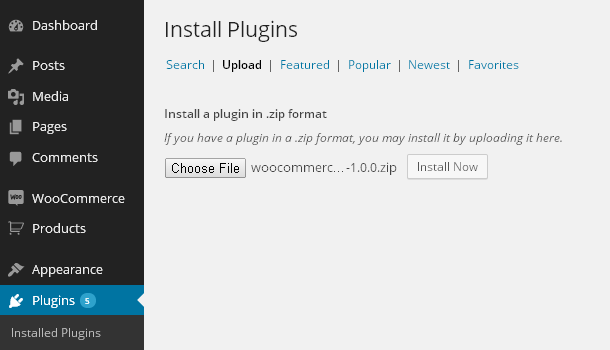 Dashboard
Posts
Media
Pages
Comments
WooCommerce
Products
Appearance
Plugins 5
Installed Plugins
Install Plugins
Search | Upload | Featured | Popular | Newest | Favorites
Install a plugin in .zip format
If you have a plugin in a .zip format, you may install it by uploading it here.
Choose File woocommerc…-1.0.0.zip Install Now